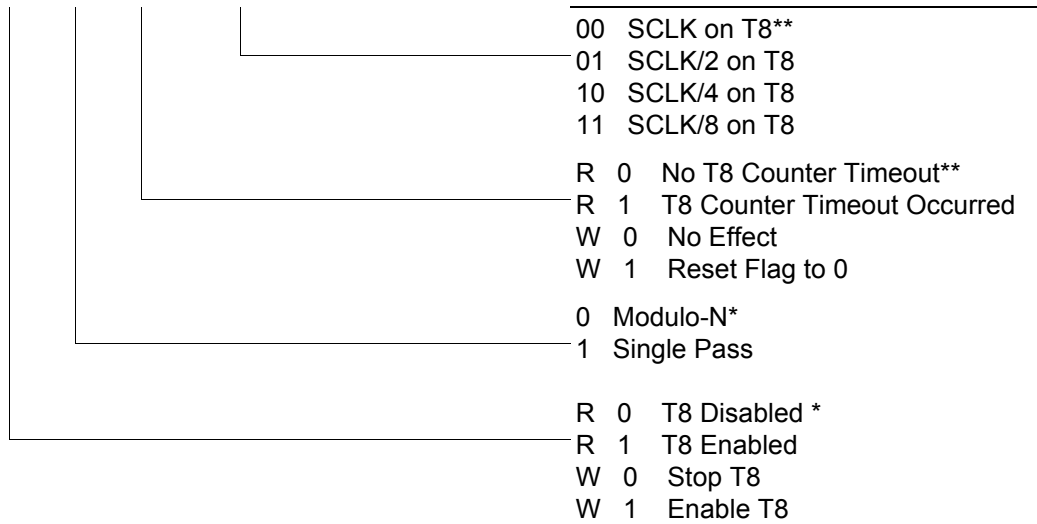 00 SCLK on T8**
01 SCLK/2 on T8
10 SCLK/4 on T8
11 SCLK/8 on T8
R 0 No T8 Counter Timeout**
R 1 T8 Counter Timeout Occurred
W 0 No Effect
W 1 Reset Flag to 0
0 Modulo-N*
1 Single Pass
R 0 T8 Disabled *
R 1 T8 Enabled
W 0 Stop T8
W 1 Enable T8